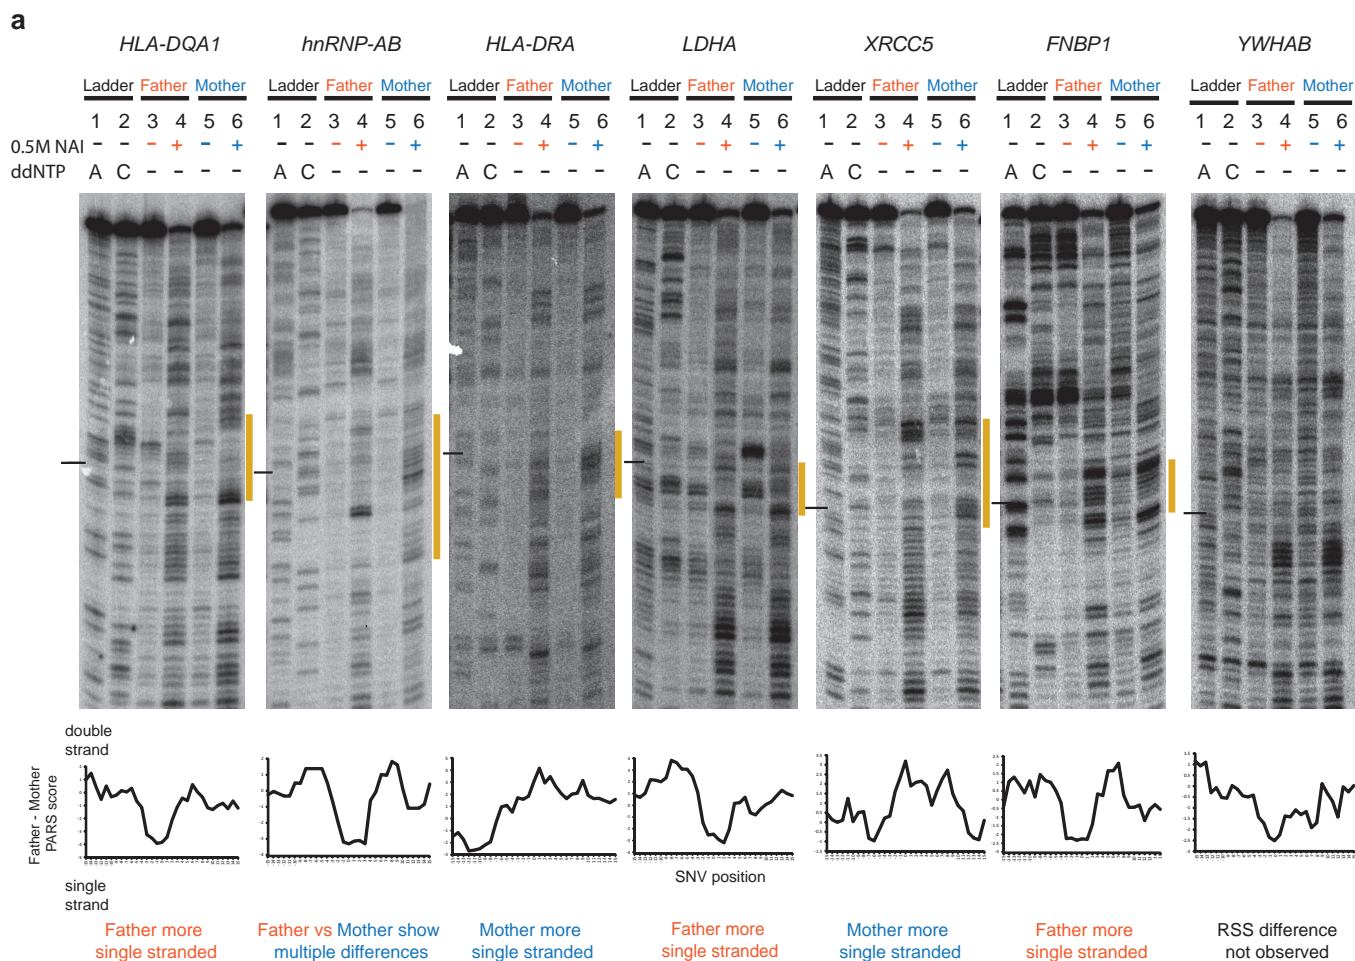 a
HLA-DQA1 hnRNP-AB HLA-DRA LDHA XRCC5 FNBP1 YWHAB
Ladder Father Mother Ladder Father Mother Ladder Father Mother Ladder Father Mother Ladder Father Mother Ladder Father Mother Ladder Father Mother
1 2 3 4 5 6 1 2 3 4 5 6 1 2 3 4 5 6 1 2 3 4 5 6 1 2 3 4 5 6 1 2 3 4 5 6 1 2 3 4 5 6
0.5M NAI - - - + - + - - - + - + - - - + - + - - - + - + - - - + - + - - - + - + - - - + - +
ddNTP A C - - - - A C - - - - A C - - - - A C - - - - A C - - - - A C - - - - A C - - - -
double
strand
Father - Mother
PARS score
SNV position
single
strand
Father more
single stranded
Father vs Mother show
multiple differences
Mother more
single stranded
Father more
single stranded
Mother more
single stranded
Father more
single stranded
RSS difference
not observed